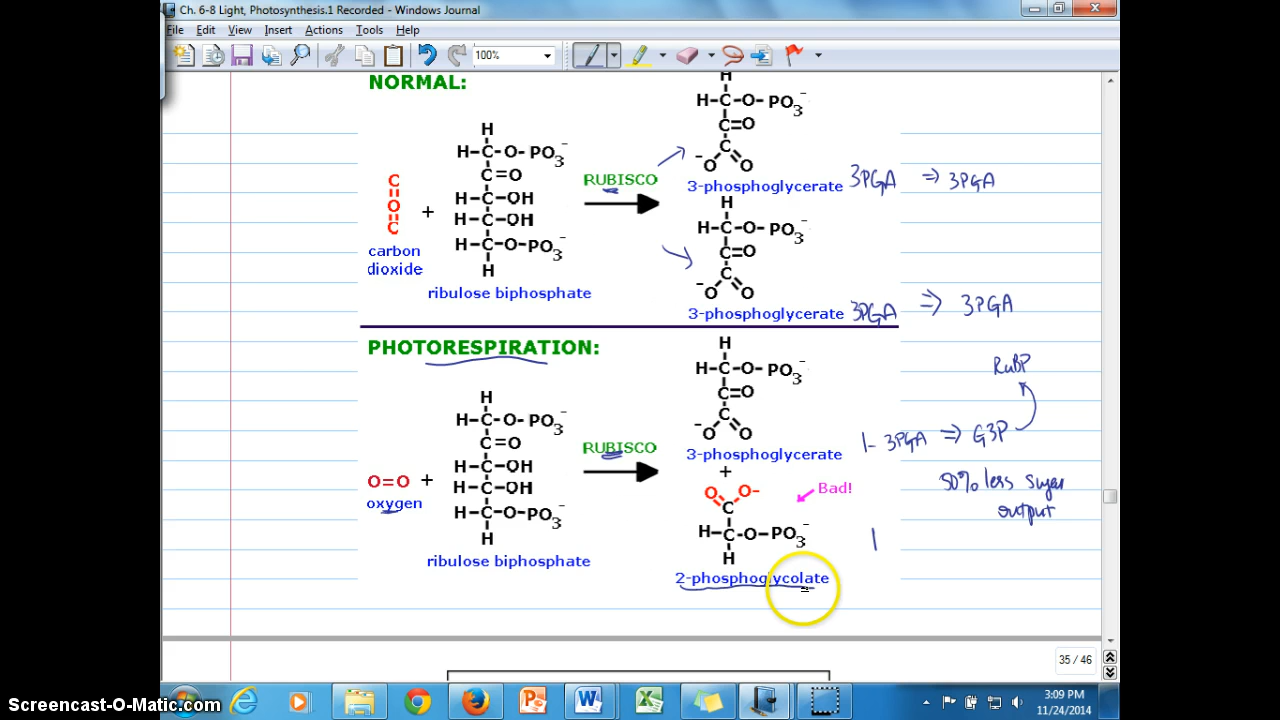 Ch. 6-8 Light, Photosynthesis.1 Recorded - Windows Journal
File Edit View Insert Actions Tools Help
100%
NORMAL:
H
H-C-O-PO3-
C=O
C
-O O
3-phosphoglycerate 3PGA ⇒ 3PGA
H
H-C-O-PO3-
C=O
H-C-OH
H-C-OH
H-C-O-PO3-
H
ribulose biphosphate
C
O
C
carbon
dioxide
+
RUBISCO
H
H-C-O-PO3-
C=O
C
-O O
3-phosphoglycerate 3PGA ⇒ 3PGA
PHOTORESPIRATION:
O=O
oxygen
+
H
H-C-O-PO3-
C=O
H-C-OH
H-C-OH
H-C-O-PO3-
H
ribulose biphosphate
RUBISCO
H
H-C-O-PO3-
C=O
C
-O O
3-phosphoglycerate
+
RuBP
1- 3PGA ⇒ G3P
50% less sugar
output
O O-
C
H-C-O-PO3-
H
Bad!
2-phosphoglycolate
1
35 / 46
3:09 PM
11/24/2014
Screencast-O-Matic.com